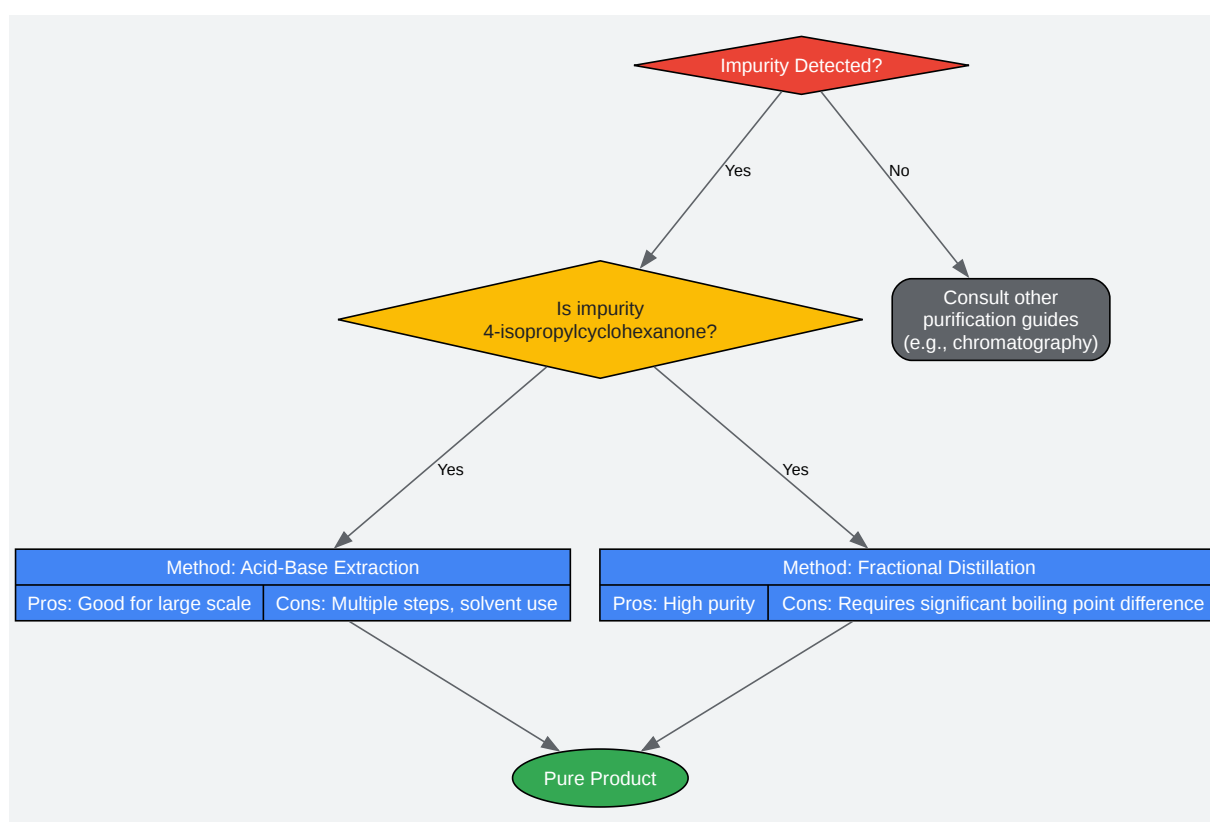 Impurity Detected?
Yes
No
Is impurity
4-isopropylcyclohexanone?
Consult other
purification guides
(e.g., chromatography)
Yes
Yes
Method: Acid-Base Extraction
Pros: Good for large scale
Cons: Multiple steps, solvent use
Method: Fractional Distillation
Pros: High purity
Cons: Requires significant boiling point difference
Pure Product